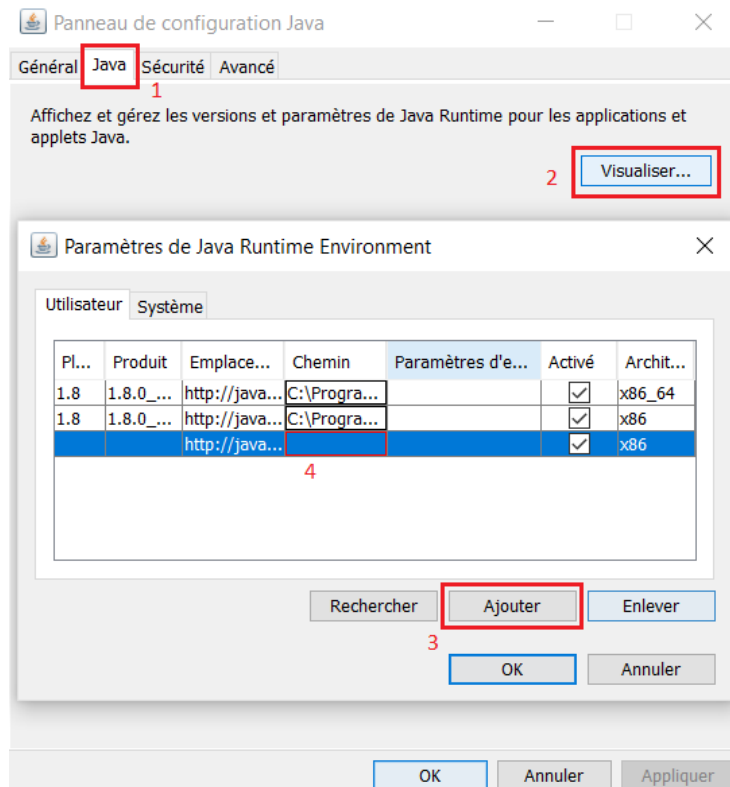 Panneau de configuration Java
Général Java Sécurité Avancé
1
Affichez et gérez les versions et paramètres de Java Runtime pour les applications et
applets Java.
2 Visualiser...
Paramètres de Java Runtime Environment
Utilisateur Système
Pl... Produit Emplace... Chemin Paramètres d'e... Activé Archit...
1.8 1.8.0_... http://java... C:\Progra... x86_64
1.8 1.8.0_... http://java... C:\Progra... x86
http://java... x86
4
Rechercher Ajouter Enlever
3
OK Annuler
OK Annuler Appliquer